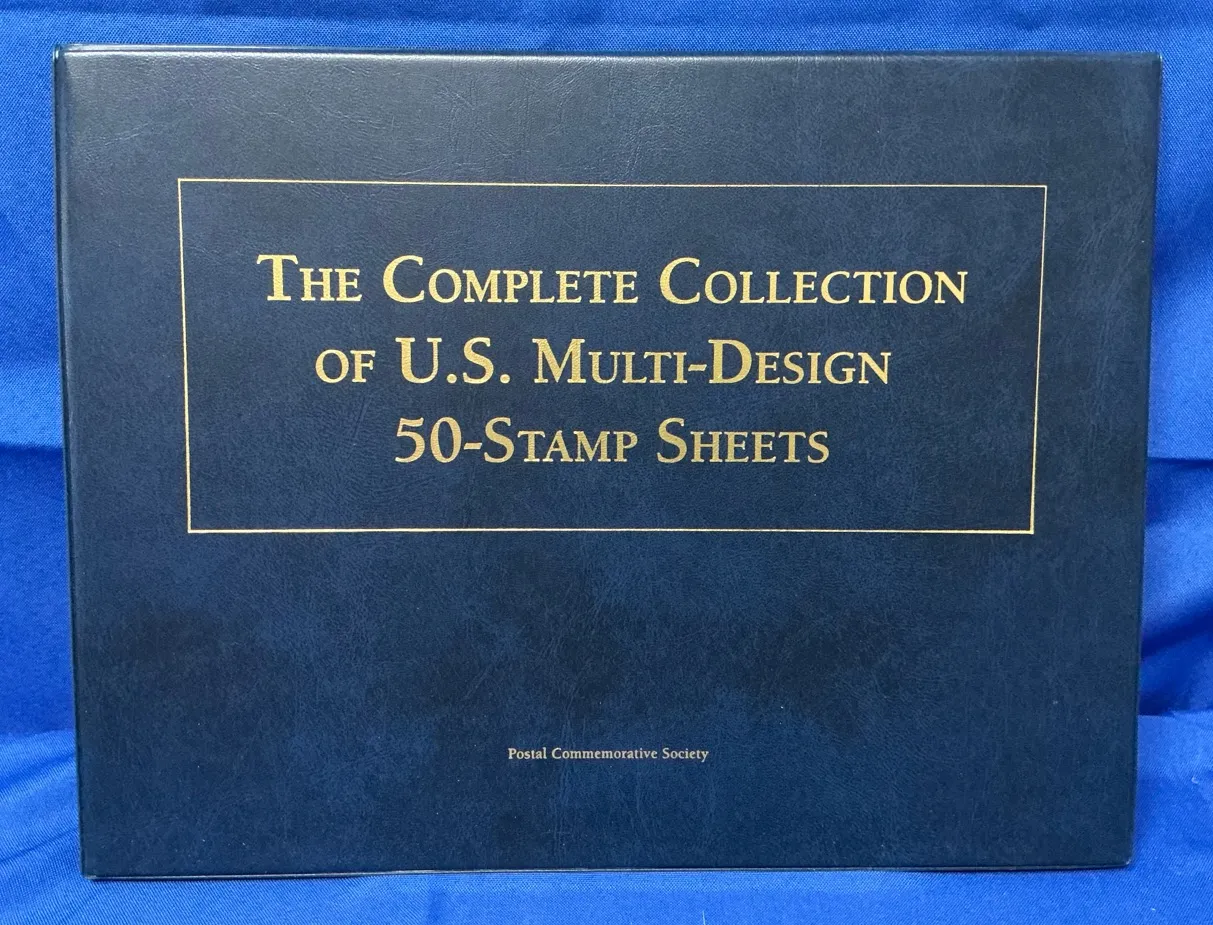 The Complete Collection
of U.S. Multi-Design
50-Stamp Sheets
Postal Commemorative Society